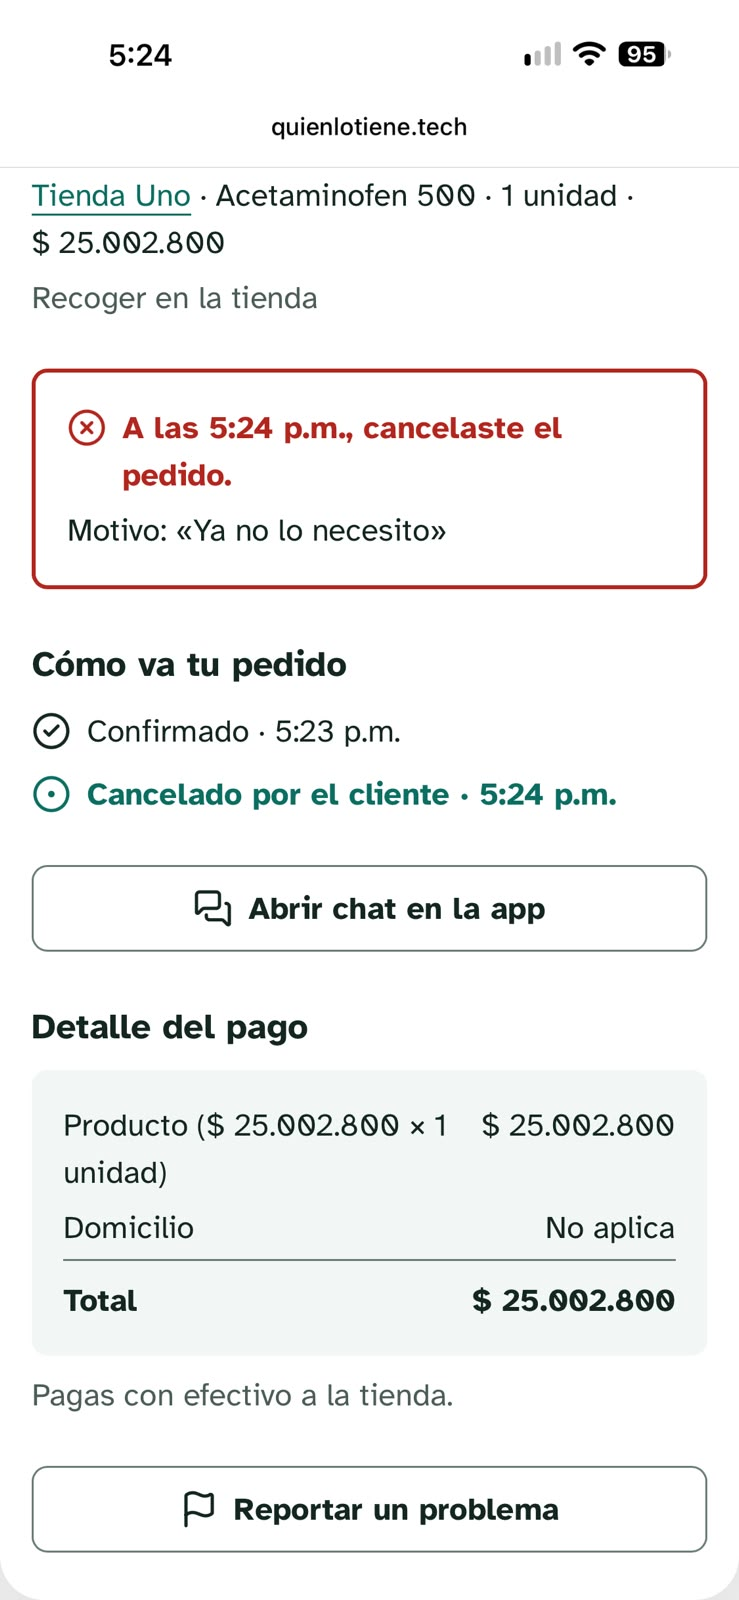 5:24
95
quienlotiene.tech
Tienda Uno · Acetaminofen 500 · 1 unidad ·
$ 25.002.800
Recoger en la tienda
A las 5:24 p.m., cancelaste el
pedido.
Motivo: «Ya no lo necesito»
Cómo va tu pedido
Confirmado · 5:23 p.m.
Cancelado por el cliente · 5:24 p.m.
Abrir chat en la app
Detalle del pago
Producto ($ 25.002.800 × 1 $ 25.002.800
unidad)
Domicilio No aplica
Total $ 25.002.800
Pagas con efectivo a la tienda.
Reportar un problema